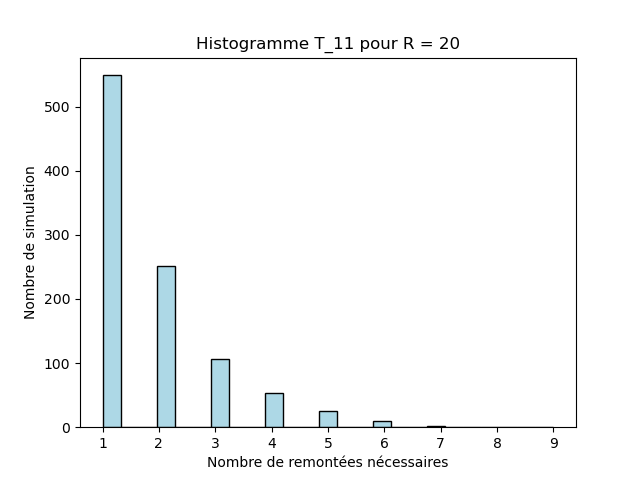 Histogramme T_11 pour R = 20
Nombre de simulation
500
400
300
200
100
0
1 2 3 4 5 6 7 8 9
Nombre de remontées nécessaires